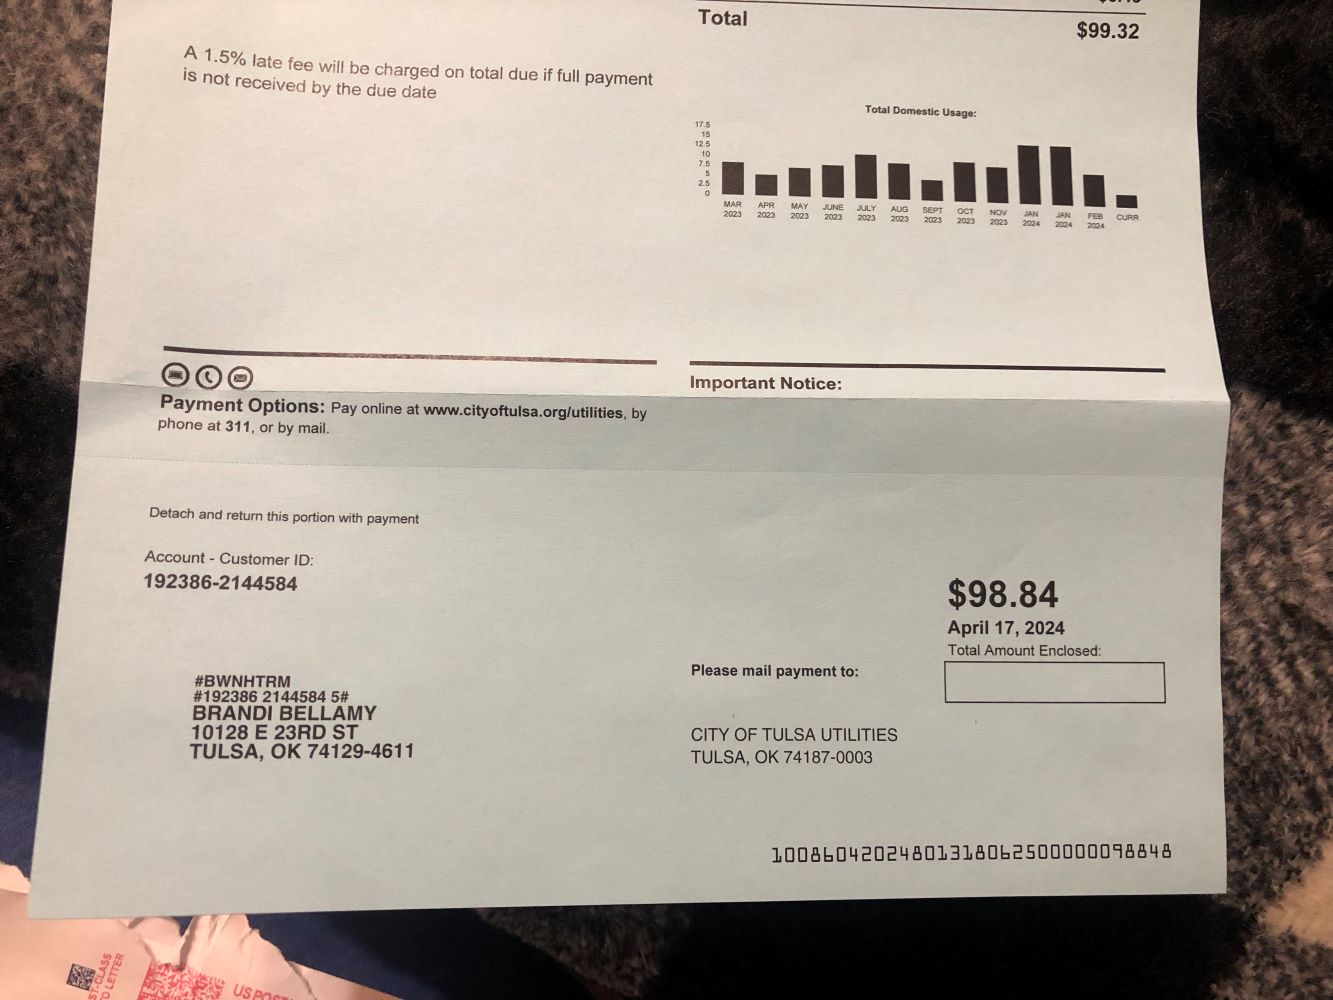 Total
$99.32
A 1.5% late fee will be charged on total due if full payment
is not received by the due date
Total Domestic Usage:
17.5
15
12.5
10
7.5
5
2.5
0
MAR 2023
APR 2023
MAY 2023
JUNE 2023
JULY 2023
AUG 2023
SEPT 2023
OCT 2023
NOV 2023
JAN 2024
JAN 2024
FEB 2024
CURR
Payment Options: Pay online at www.cityoftulsa.org/utilities, by
phone at 311, or by mail.
Important Notice:
Detach and return this portion with payment
Account - Customer ID:
192386-2144584
$98.84
April 17, 2024
Total Amount Enclosed:
#BWNHTRM
#192386 2144584 5#
BRANDI BELLAMY
10128 E 23RD ST
TULSA, OK 74129-4611
Please mail payment to:
CITY OF TULSA UTILITIES
TULSA, OK 74187-0003
ST-CLASS
O LETTER